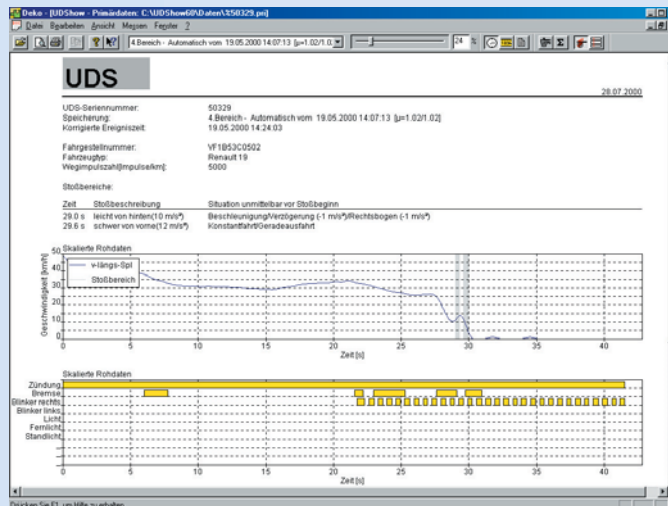 Deko - [UDShow - Primärdaten: C:\UDShow60\Daten\%50329.pri]
Datei Bearbeiten Ansicht Messen Fenster ?
4.Bereich - Automatisch vom 19.05.2000 14:07:13 [µ=1.02/1.0
24 %
UDS
28.07.2000
UDS-Seriennummer: 50329
Speicherung: 4.Bereich - Automatisch vom 19.05.2000 14:07:13 [µ=1.02/1.02]
Korrigierte Ereigniszeit: 19.05.2000 14:24:03
Fahrgestellnummer: VF1B53C0502
Fahrzeugtyp: Renault 19
Wegimpulszahl[Impulse/km]: 5000
Stoßbereiche:
Zeit Stoßbeschreibung Situation unmittelbar vor Stoßbeginn
29.0 s leicht von hinten(10 m/s²) Beschleunigung/Verzögerung (-1 m/s²)/Rechtsbogen (-1 m/s²)
29.6 s schwer von vorne(12 m/s²) Konstantfahrt/Geradeausfahrt
Skalierte Rohdaten
v-längs-Spl
Stoßbereich
Geschwindigkeit [km/h]
50
40
30
20
10
0
0 5 10 15 20 25 30 35 40
Zeit [s]
Skalierte Rohdaten
Zündung
Bremse
Blinker rechts
Blinker links
Licht
Fernlicht
Standlicht
0 5 10 15 20 25 30 35 40
Zeit [s]
Drücken Sie F1, um Hilfe zu erhalten.